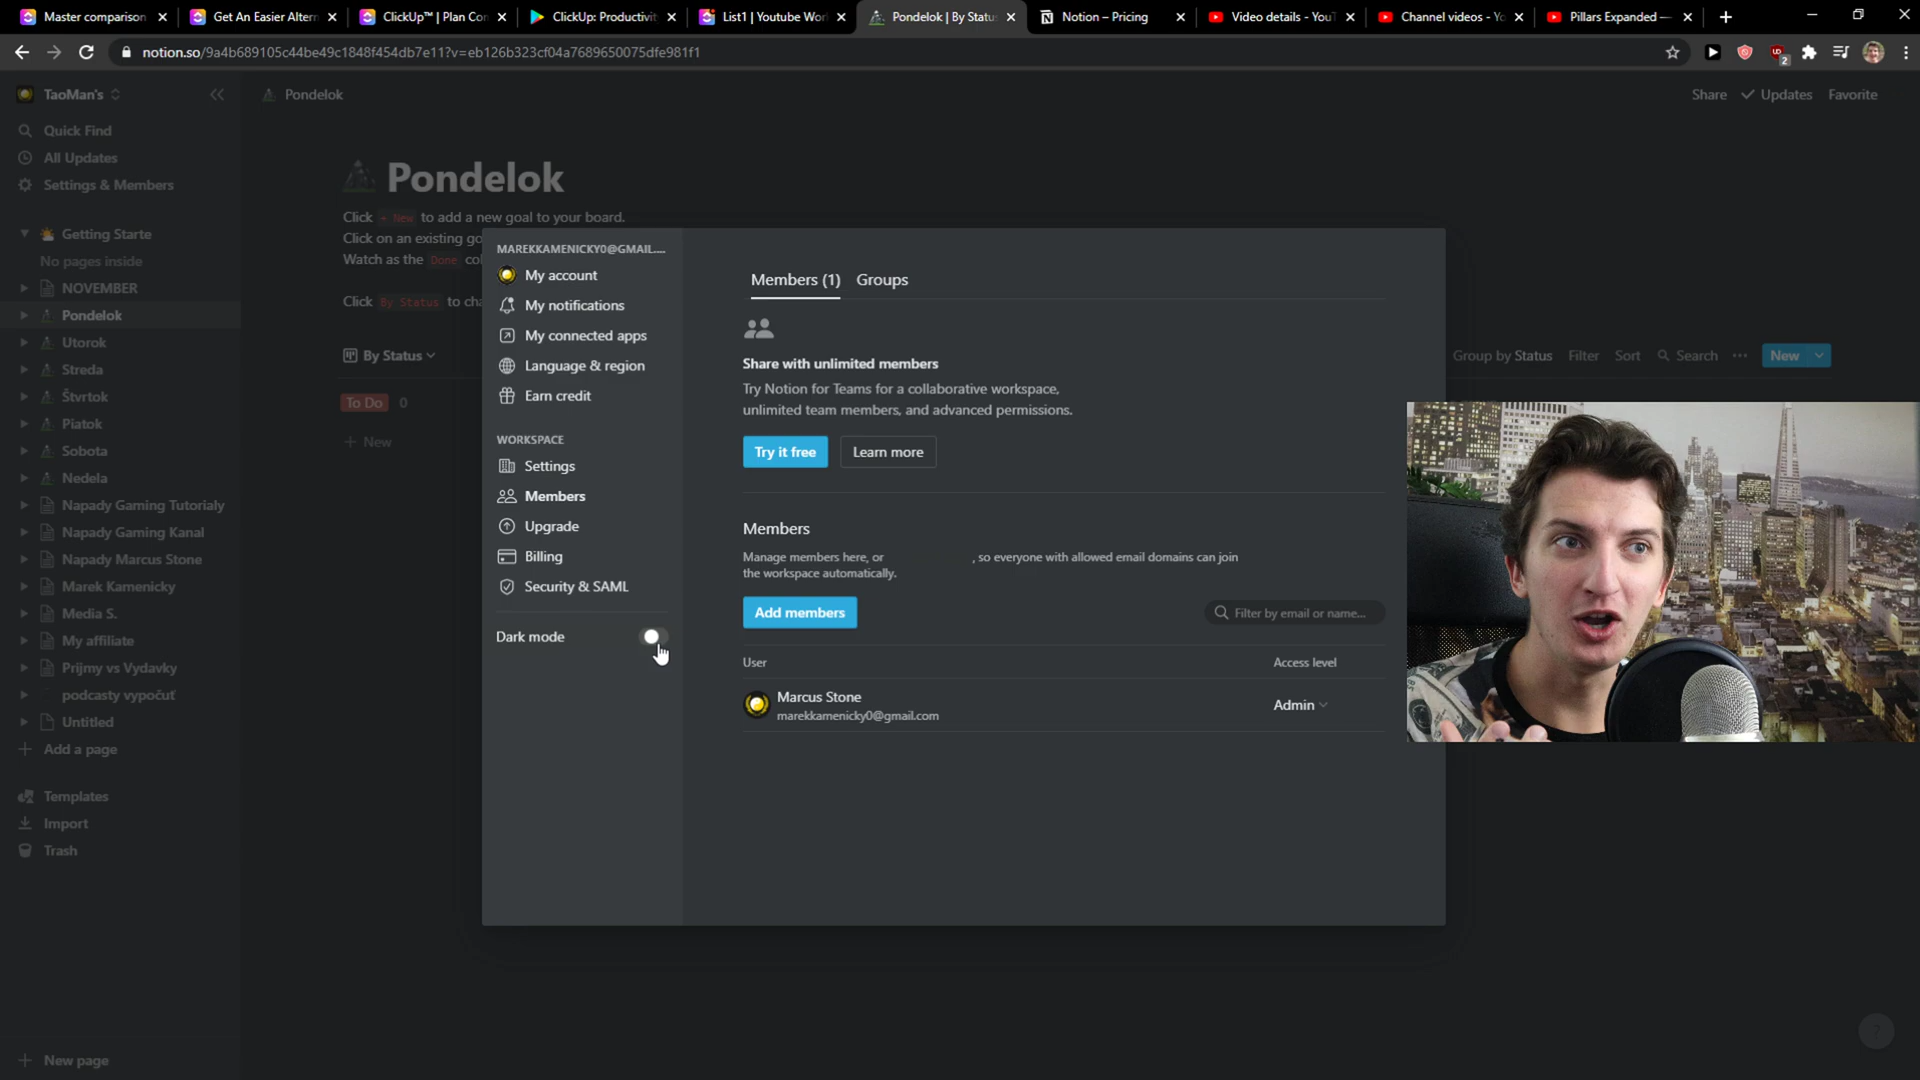 Master comparison
Get An Easier Altern
ClickUp™ | Plan Cor
ClickUp: Productivit
List1 | Youtube Wor
Pondelok | By Statu
Notion – Pricing
Video details - YouT
Channel videos - Yo
Pillars Expanded —
notion.so/9a4b689105c44be49c1848f454db7e11?v=eb126b323cf04a7689650075dfe981f1
2
TaoMan's
Pondelok
Share
Updates
Favorite
Quick Find
All Updates
Settings & Members
Getting Starte
No pages inside
NOVEMBER
Pondelok
Utorok
Streda
Štvrtok
Piatok
Sobota
Nedela
Napady Gaming Tutorialy
Napady Gaming Kanal
Napady Marcus Stone
Marek Kamenicky
Media S.
My affiliate
Prijmy vs Vydavky
podcasty vypočuť
Untitled
+ Add a page
Templates
Import
Trash
+ New page
Pondelok
Click + New to add a new goal to your board.
Click on an existing go
Watch as the Done col
Click By Status to cha
By Status
To Do 0
+ New
Group by Status
Filter
Sort
Search
New
MAREKKAMENICKY0@GMAIL....
My account
My notifications
My connected apps
Language & region
Earn credit
WORKSPACE
Settings
Members
Upgrade
Billing
Security & SAML
Dark mode
Members (1)
Groups
Share with unlimited members
Try Notion for Teams for a collaborative workspace,
unlimited team members, and advanced permissions.
Try it free
Learn more
Members
Manage members here, or , so everyone with allowed email domains can join
the workspace automatically.
Add members
Filter by email or name...
User
Access level
Marcus Stone
marekkamenicky0@gmail.com
Admin
?